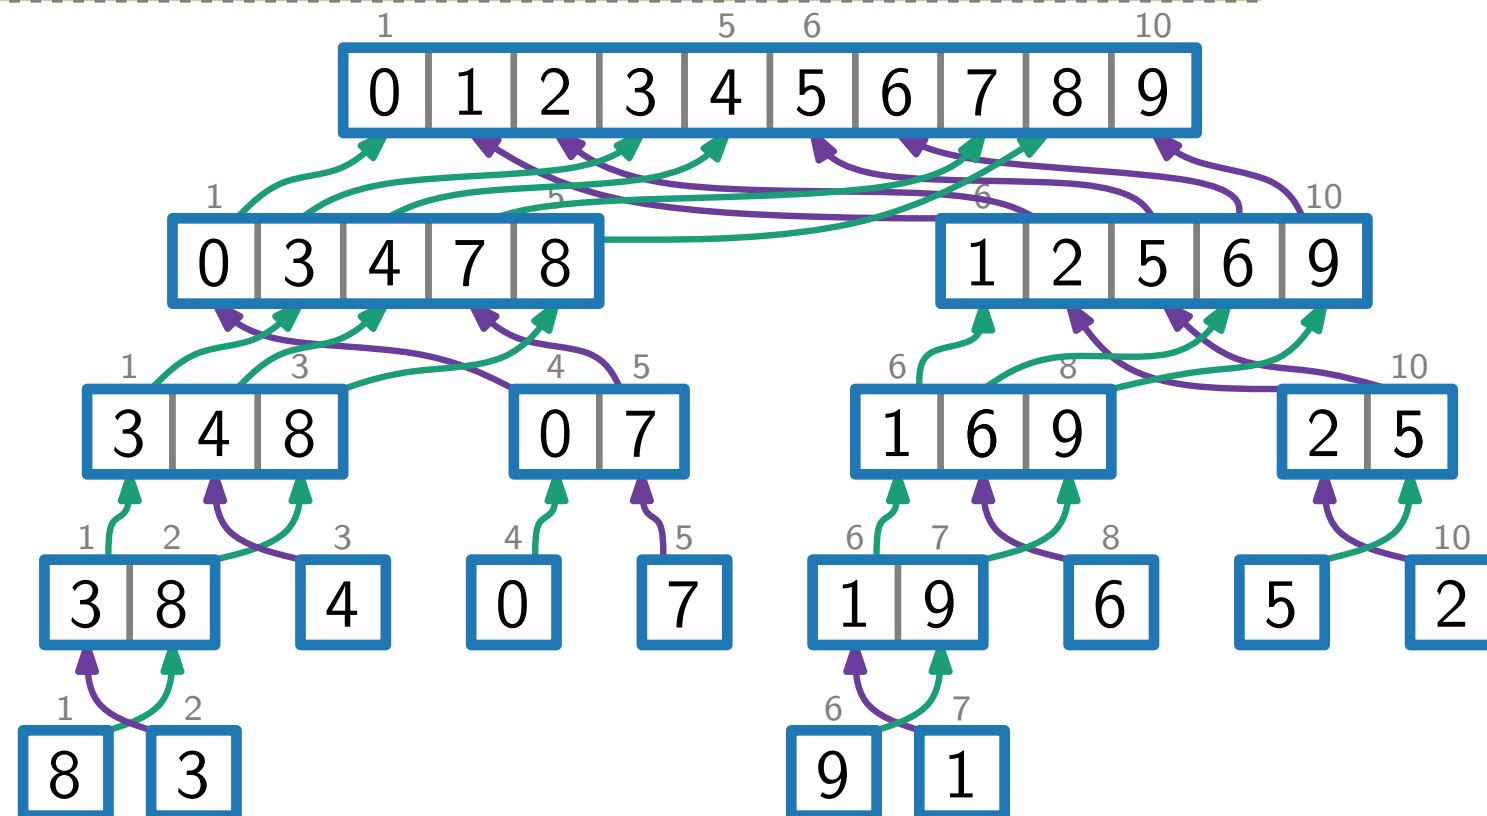 1 5 6 10
0 1 2 3 4 5 6 7 8 9
1 5 6 10
0 3 4 7 8 1 2 5 6 9
1 3 4 5 6 8 10
3 4 8 0 7 1 6 9 2 5
1 2 3 4 5 6 7 8 10
3 8 4 0 7 1 9 6 5 2
1 2 6 7
8 3 9 1